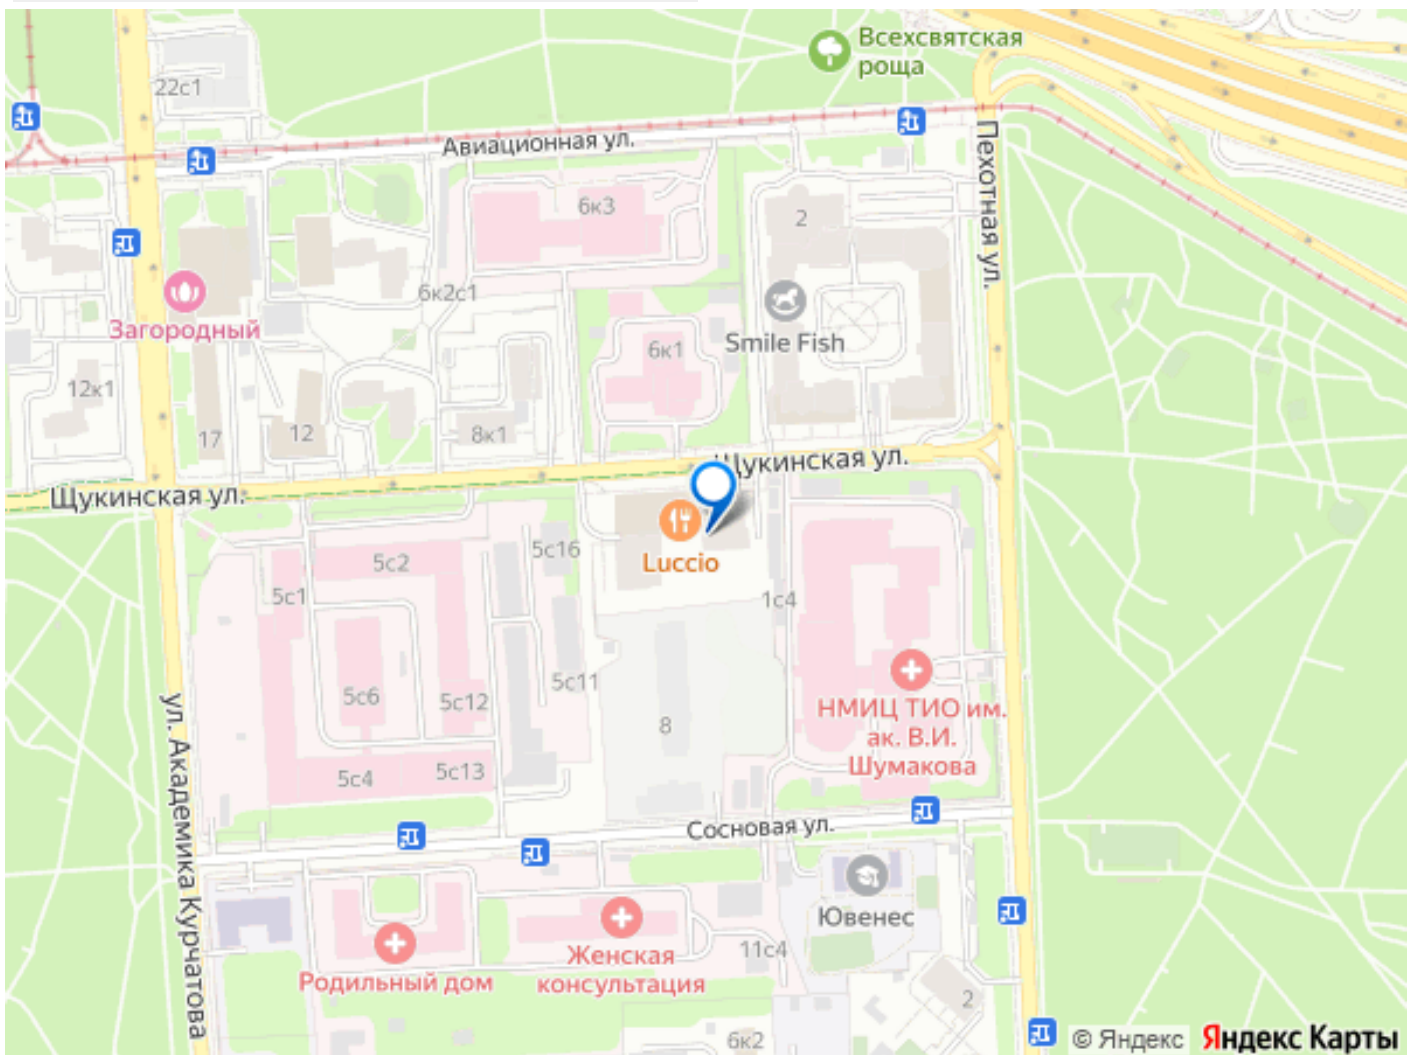 Всехсвятская
роща
22с1
Авиационная ул.
Пехотная ул.
6к3
2
6к2с1
Загородный
Smile Fish
6к1
12к1
17
12
8к1
Щукинская ул.
Щукинская ул.
5с16
Luccio
5с2
5с1
1с4
5с6
5с12
5с11
8
НМИЦ ТИО им.
ак. В.И.
Шумакова
5с4
5с13
ул. Академика Курчатова
Сосновая ул.
Ювенес
Родильный дом
Женская
консультация
11с4
2
6к2
© Яндекс Яндекс Карты